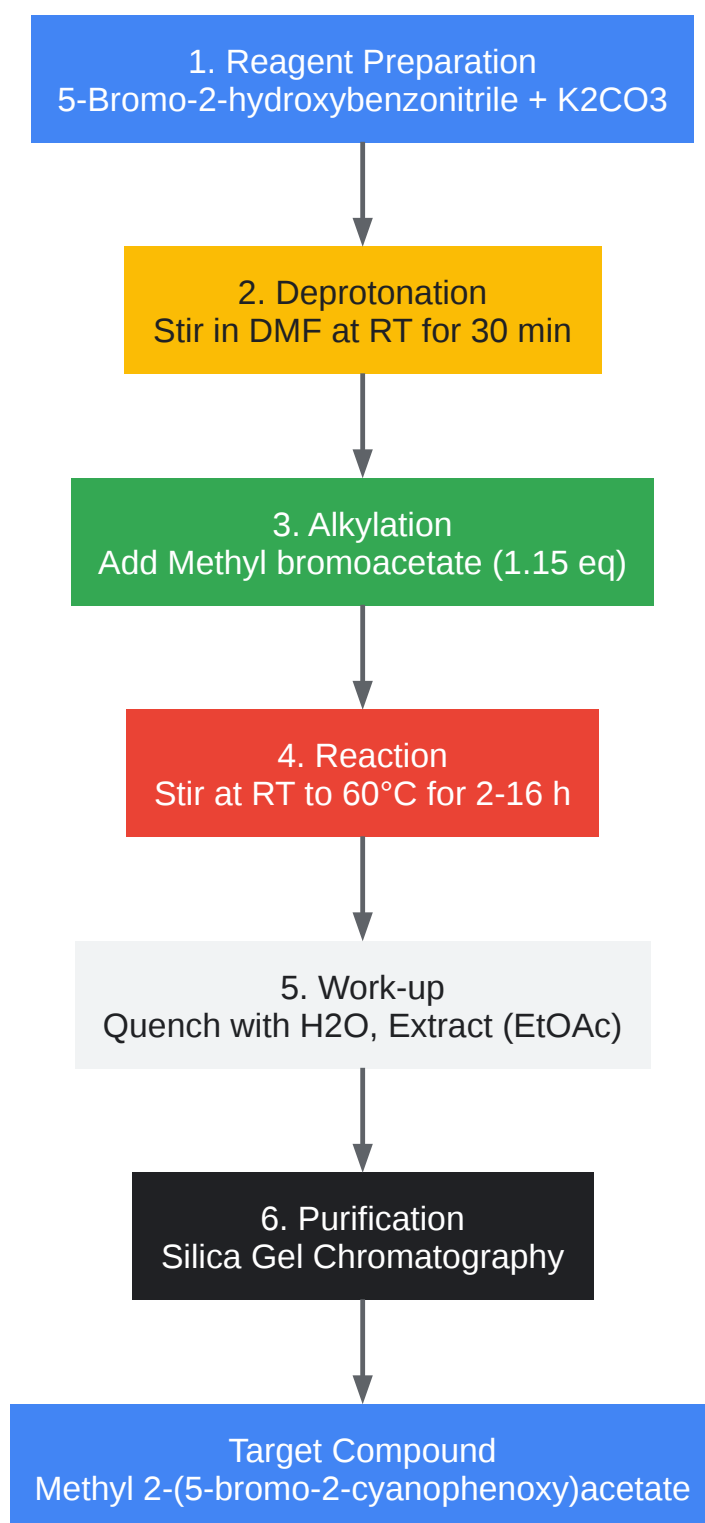 1. Reagent Preparation
5-Bromo-2-hydroxybenzonitrile + K2CO3
2. Deprotonation
Stir in DMF at RT for 30 min
3. Alkylation
Add Methyl bromoacetate (1.15 eq)
4. Reaction
Stir at RT to 60°C for 2-16 h
5. Work-up
Quench with H2O, Extract (EtOAc)
6. Purification
Silica Gel Chromatography
Target Compound
Methyl 2-(5-bromo-2-cyanophenoxy)acetate